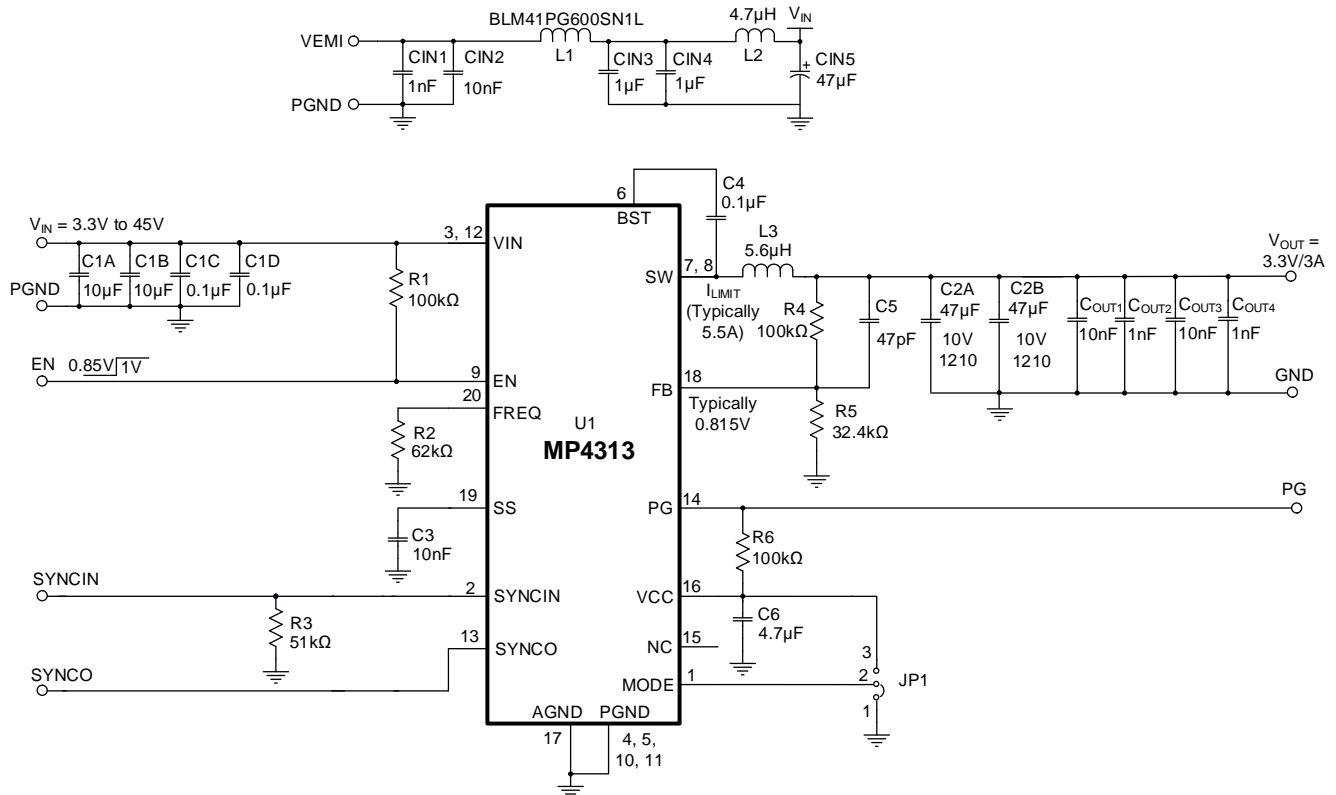 BLM41PG600SN1L
4.7µH
VIN
VEMI
CIN1
1nF
CIN2
10nF
L1
CIN3
1µF
CIN4
1µF
L2
CIN5
+
47µF
PGND
VIN = 3.3V to 45V
C1A
10µF
C1B
10µF
C1C
0.1µF
C1D
0.1µF
PGND
R1
100kΩ
EN
0.85V
1V
3, 12
VIN
9
EN
20
FREQ
R2
62kΩ
19
SS
C3
10nF
SYNCIN
2
SYNCIN
R3
51kΩ
13
SYNCO
SYNCO
U1
MP4313
6
BST
C4
0.1µF
SW
7, 8
L3
5.6µH
ILIMIT
(Typically
5.5A)
R4
100kΩ
C5
47pF
C2A
47µF
10V
1210
C2B
47µF
10V
1210
COUT1
10nF
COUT2
1nF
COUT3
10nF
COUT4
1nF
VOUT =
3.3V/3A
GND
FB
18
Typically
0.815V
R5
32.4kΩ
PG
14
PG
R6
100kΩ
VCC
16
C6
4.7µF
NC
15
MODE
1
3
2
1
JP1
AGND
PGND
17
4, 5,
10, 11